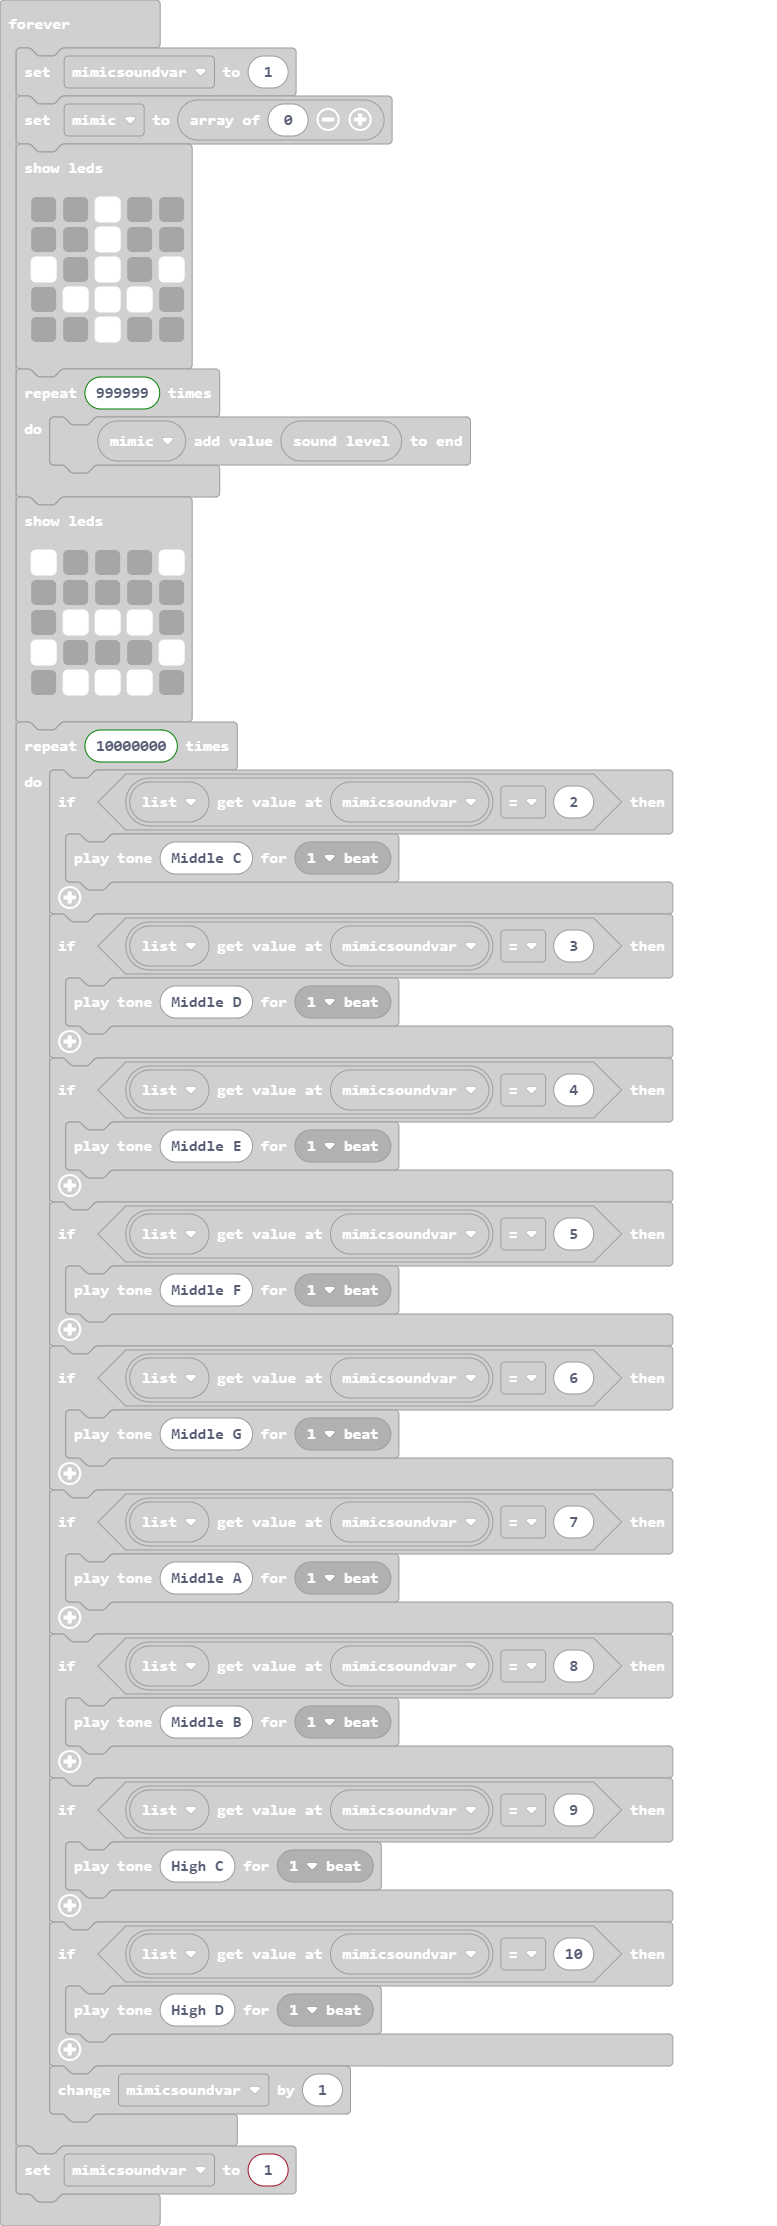 forever
set mimicsoundvar to 1
set mimic to array of 0
show leds
repeat 999999 times
do
mimic add value sound level to end
show leds
repeat 10000000 times
do
if list get value at mimicsoundvar = 2 then
play tone Middle C for 1 beat
if list get value at mimicsoundvar = 3 then
play tone Middle D for 1 beat
if list get value at mimicsoundvar = 4 then
play tone Middle E for 1 beat
if list get value at mimicsoundvar = 5 then
play tone Middle F for 1 beat
if list get value at mimicsoundvar = 6 then
play tone Middle G for 1 beat
if list get value at mimicsoundvar = 7 then
play tone Middle A for 1 beat
if list get value at mimicsoundvar = 8 then
play tone Middle B for 1 beat
if list get value at mimicsoundvar = 9 then
play tone High C for 1 beat
if list get value at mimicsoundvar = 10 then
play tone High D for 1 beat
change mimicsoundvar by 1
set mimicsoundvar to 1